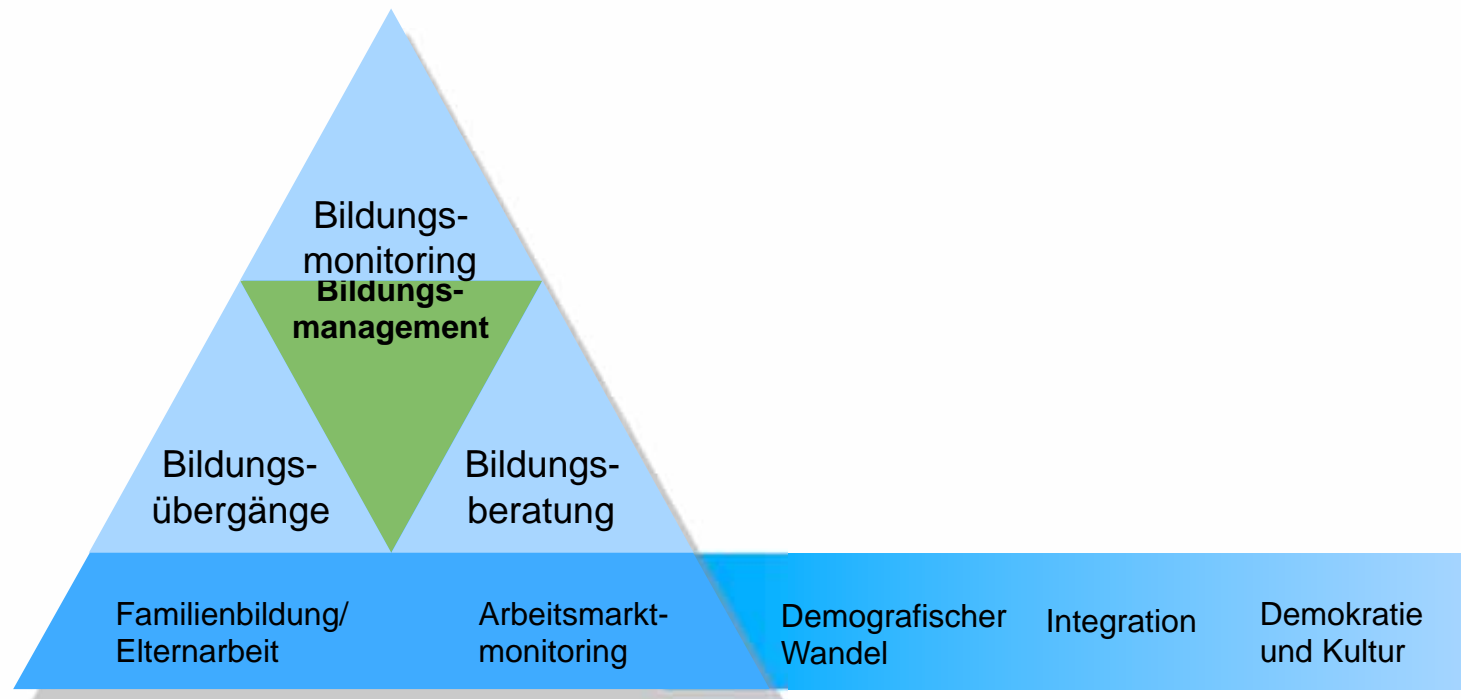 Bildungs-
monitoring
Bildungs-
management
Bildungs-
übergänge
Bildungs-
beratung
Familienbildung/
Elternarbeit
Arbeitsmarkt-
monitoring
Demografischer
Wandel
Integration
Demokratie
und Kultur